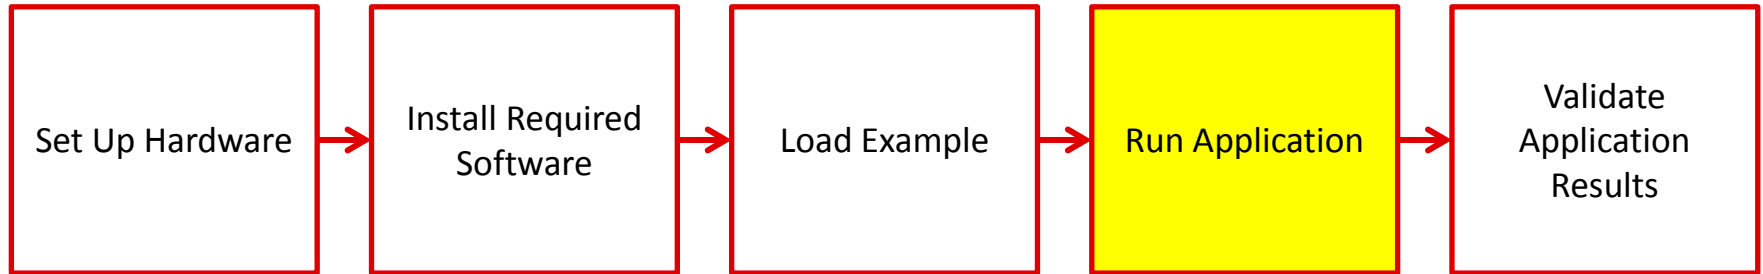 Set Up Hardware
Install Required
Software
Load Example
Run Application
Validate
Application
Results